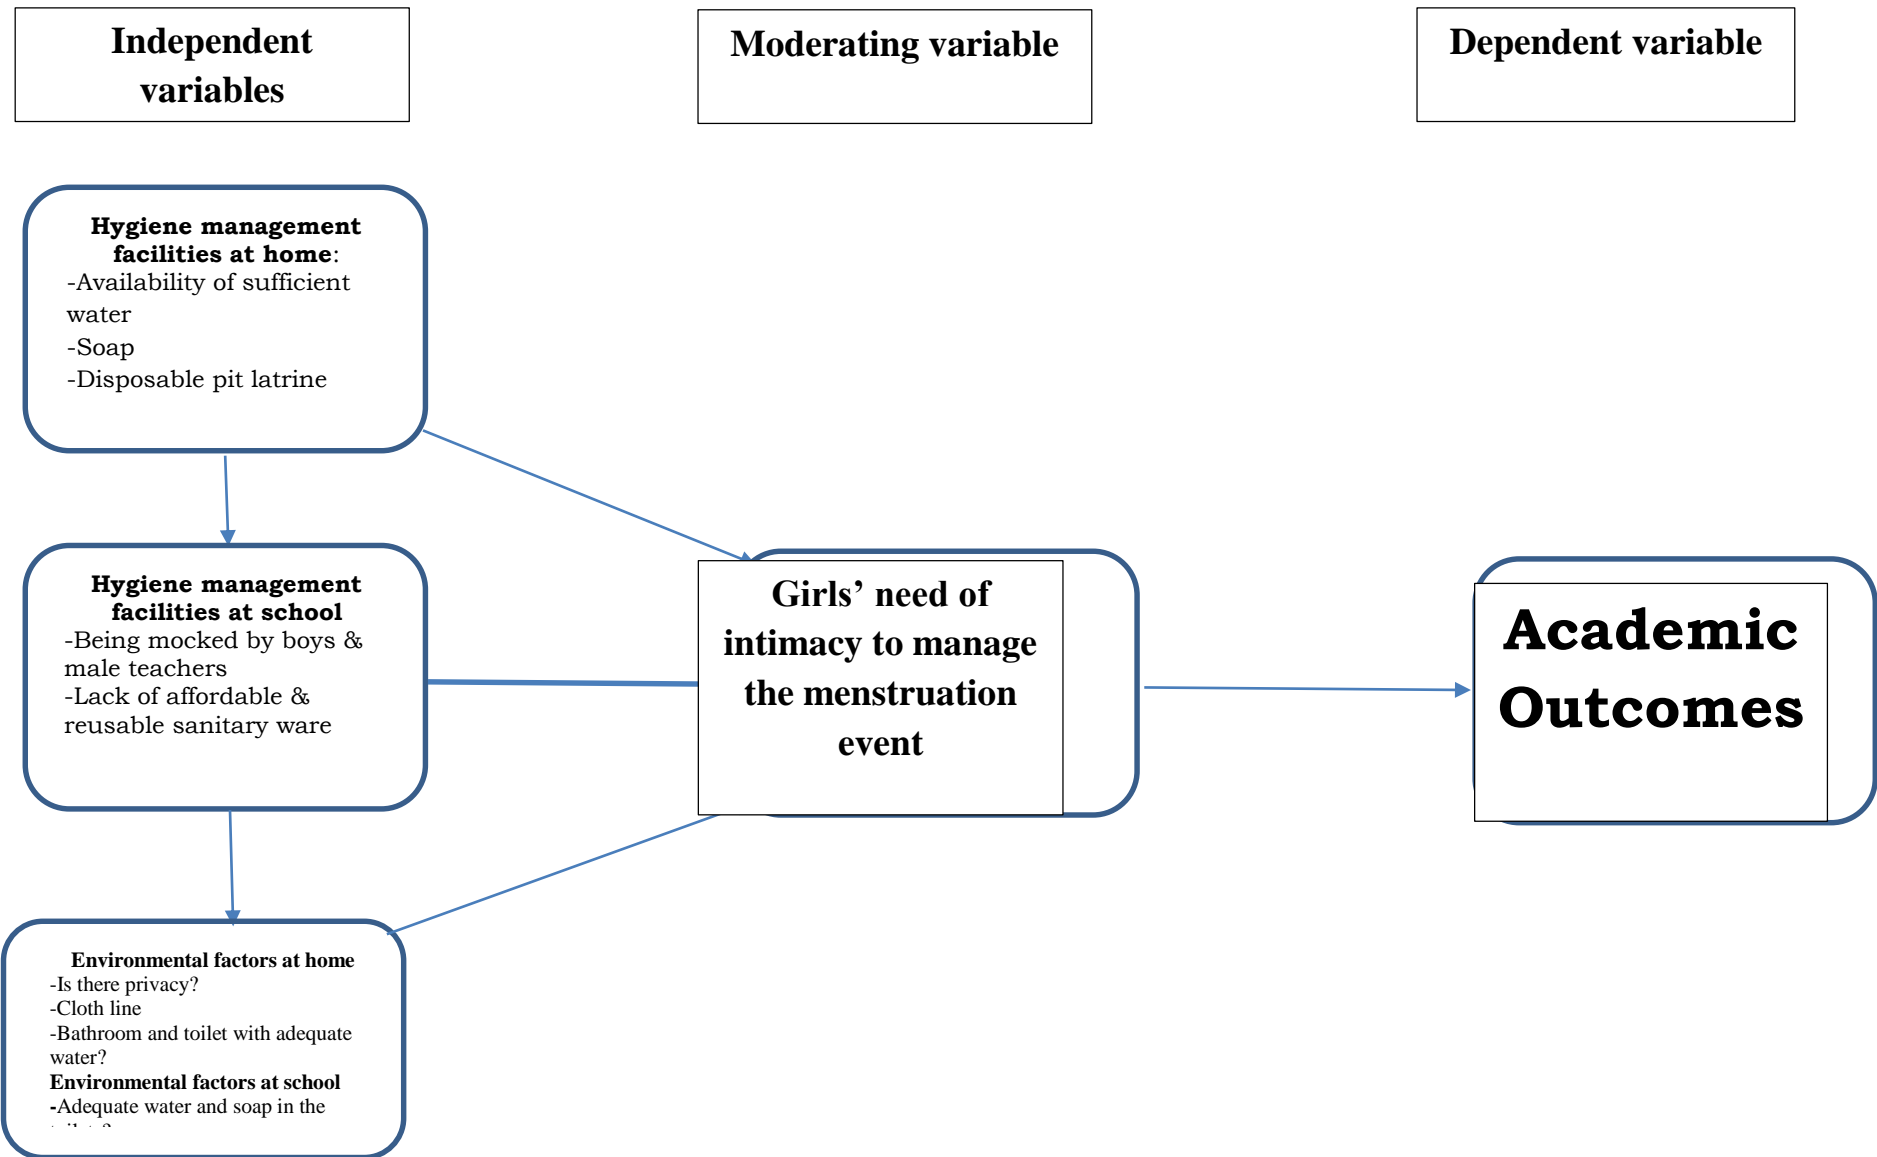 Independent
variables
Moderating variable
Dependent variable
Hygiene management
facilities at home:
-Availability of sufficient
water
-Soap
-Disposable pit latrine
Hygiene management
facilities at school
-Being mocked by boys &
male teachers
-Lack of affordable &
reusable sanitary ware
Environmental factors at home
-Is there privacy?
-Cloth line
-Bathroom and toilet with adequate
water?
Environmental factors at school
-Adequate water and soap in the
Girls’ need of
intimacy to manage
the menstruation
event
Academic
Outcomes